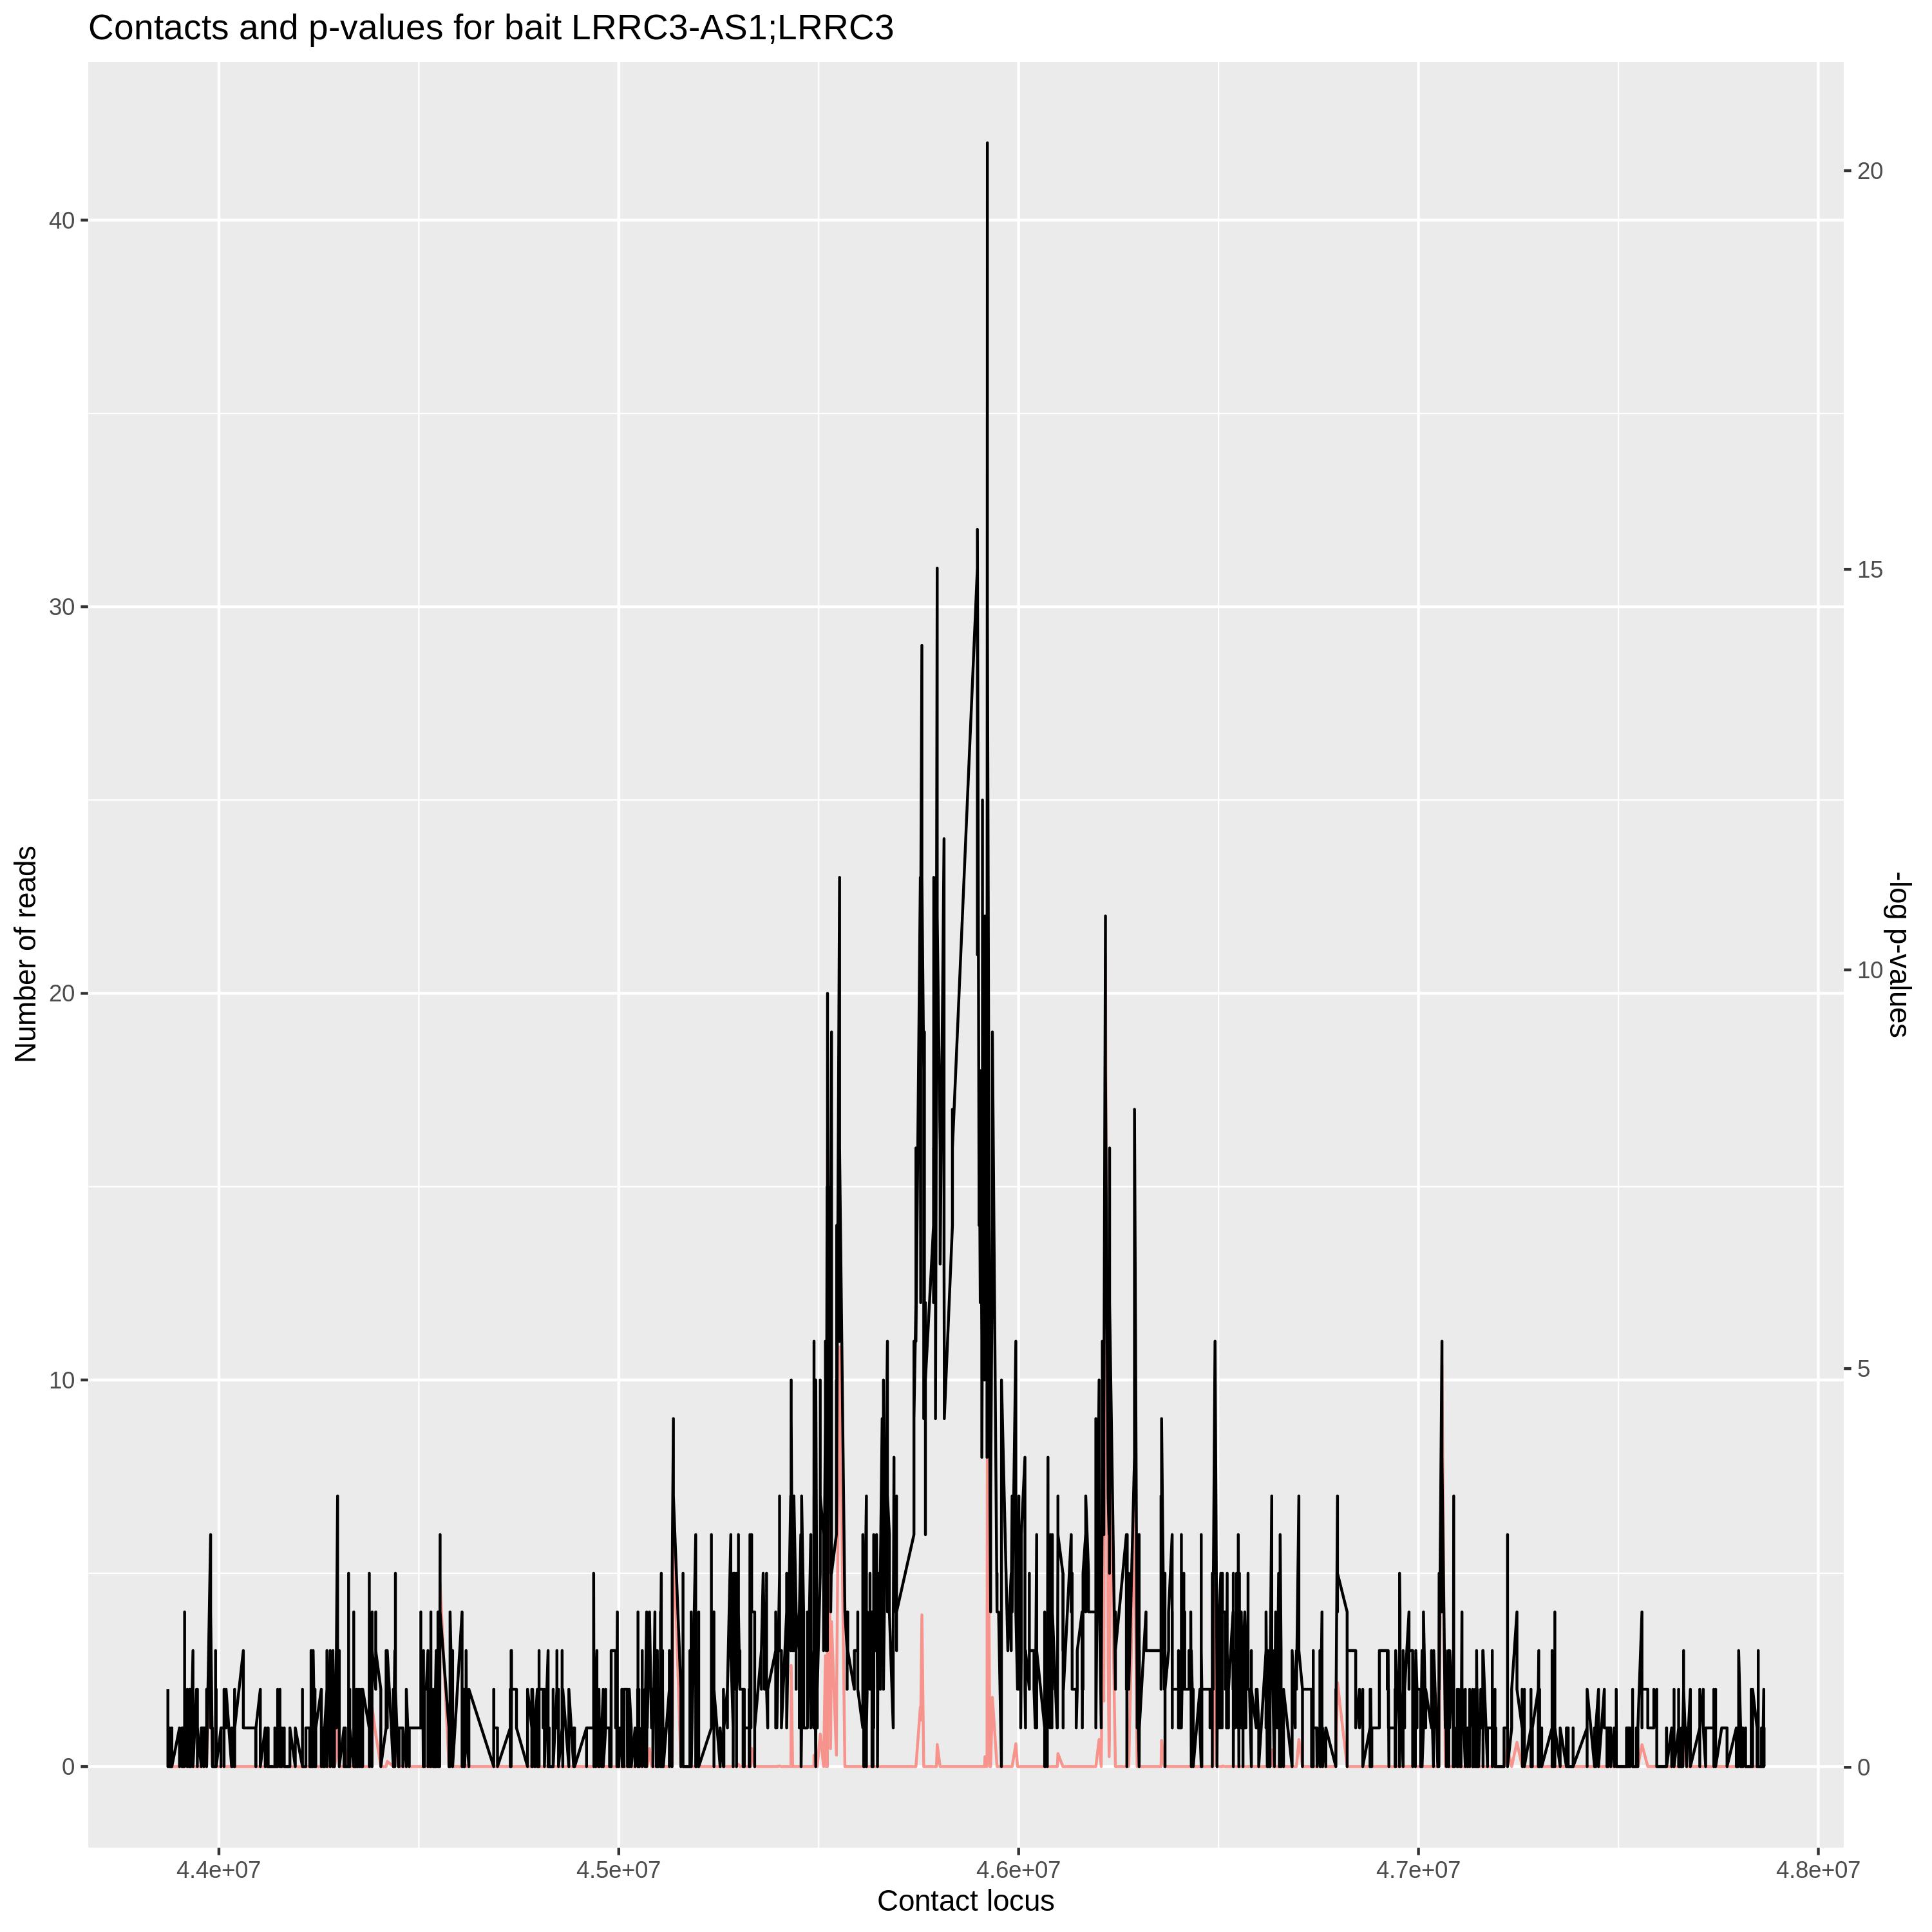 Contacts and p-values for bait LRRC3-AS1;LRRC3
40
30
20
10
0
Number of reads
20
15
10
5
0
-log p-values
4.4e+07
4.5e+07
4.6e+07
4.7e+07
4.8e+07
Contact locus